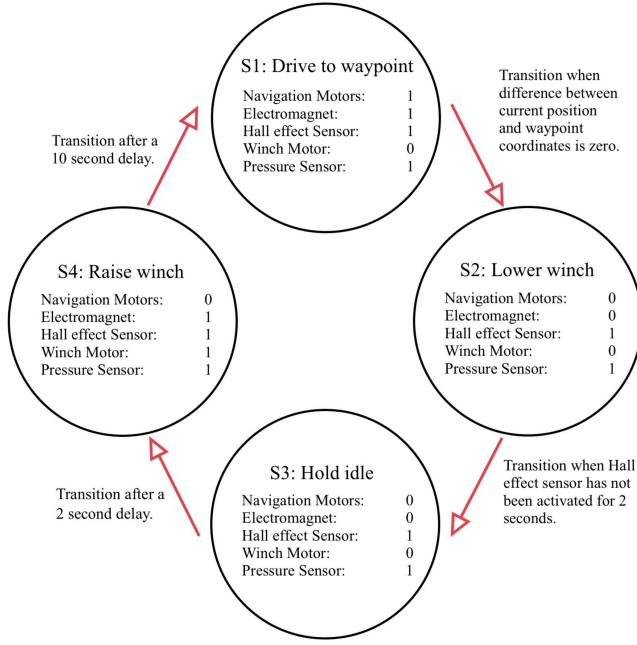 S1: Drive to waypoint
Navigation Motors: 1
Electromagnet: 1
Hall effect Sensor: 1
Winch Motor: 0
Pressure Sensor: 1
Transition when
difference between
current position
and waypoint
coordinates is zero.
S2: Lower winch
Navigation Motors: 0
Electromagnet: 0
Hall effect Sensor: 1
Winch Motor: 0
Pressure Sensor: 1
Transition when Hall
effect sensor has not
been activated for 2
seconds.
S3: Hold idle
Navigation Motors: 0
Electromagnet: 0
Hall effect Sensor: 1
Winch Motor: 0
Pressure Sensor: 1
Transition after a
2 second delay.
S4: Raise winch
Navigation Motors: 0
Electromagnet: 1
Hall effect Sensor: 1
Winch Motor: 1
Pressure Sensor: 1
Transition after a
10 second delay.